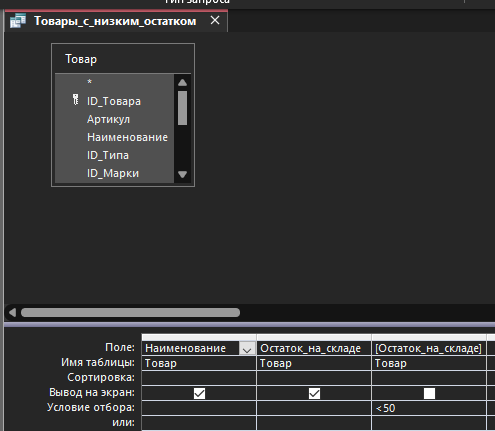 Тип запроса
Товары_с_низким_остатком
Товар
*
ID_Товара
Артикул
Наименование
ID_Типа
ID_Марки
Поле: Наименование Остаток_на_складе [Остаток_на_складе]
Имя таблицы: Товар Товар Товар
Сортировка:
Вывод на экран:
Условие отбора: <50
или: